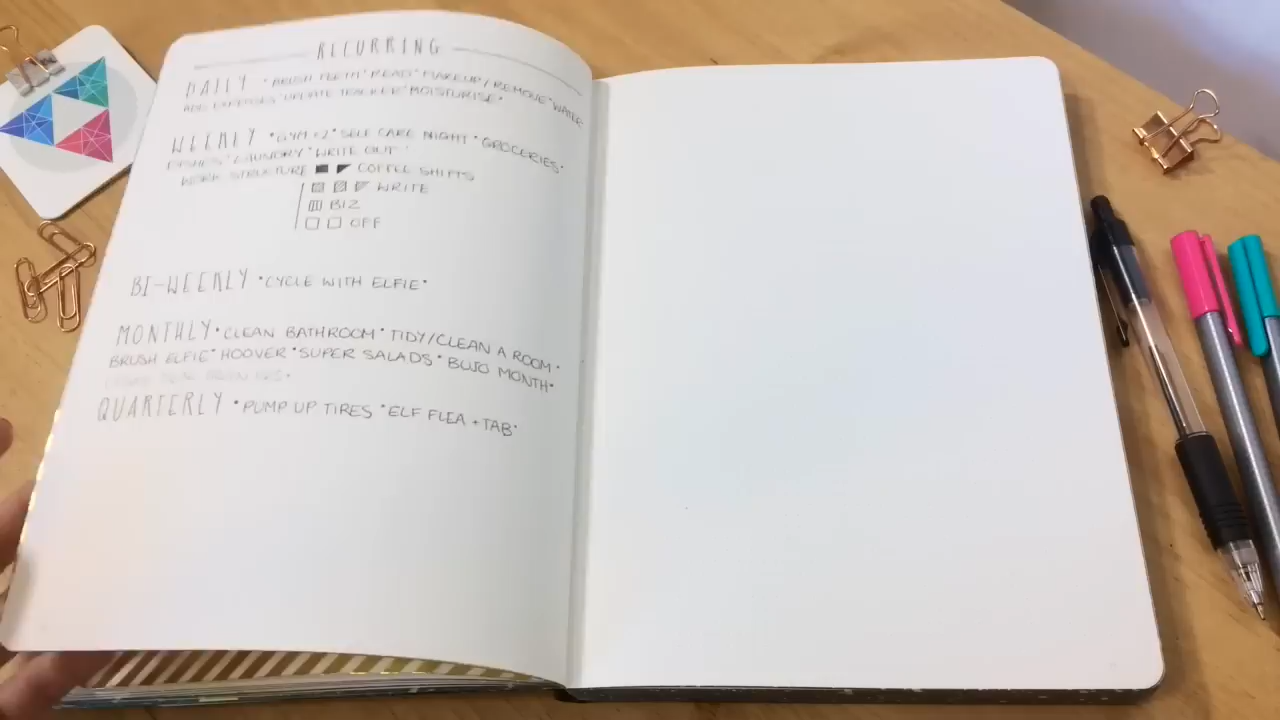 RECURRING
DAILY • BRUSH TEETH • READ • MAKEUP/REMOVE • WATER •
ADD EXPENSES • UPDATE TRACKER • MOISTURISE •
WEEKLY • GYM x2 • SELF CARE NIGHT • GROCERIES •
DISHES • LAUNDRY • WRITE OUT •
WORK STRUCTURE COFFEE SHIFTS
WRITE
BIZ
OFF
BI-WEEKLY • CYCLE WITH ELFIE •
MONTHLY • CLEAN BATHROOM • TIDY/CLEAN A ROOM •
BRUSH ELFIE • HOOVER • SUPER SALADS • BUJO MONTH •
QUARTERLY • PUMP UP TIRES • ELF FLEA + TAB •